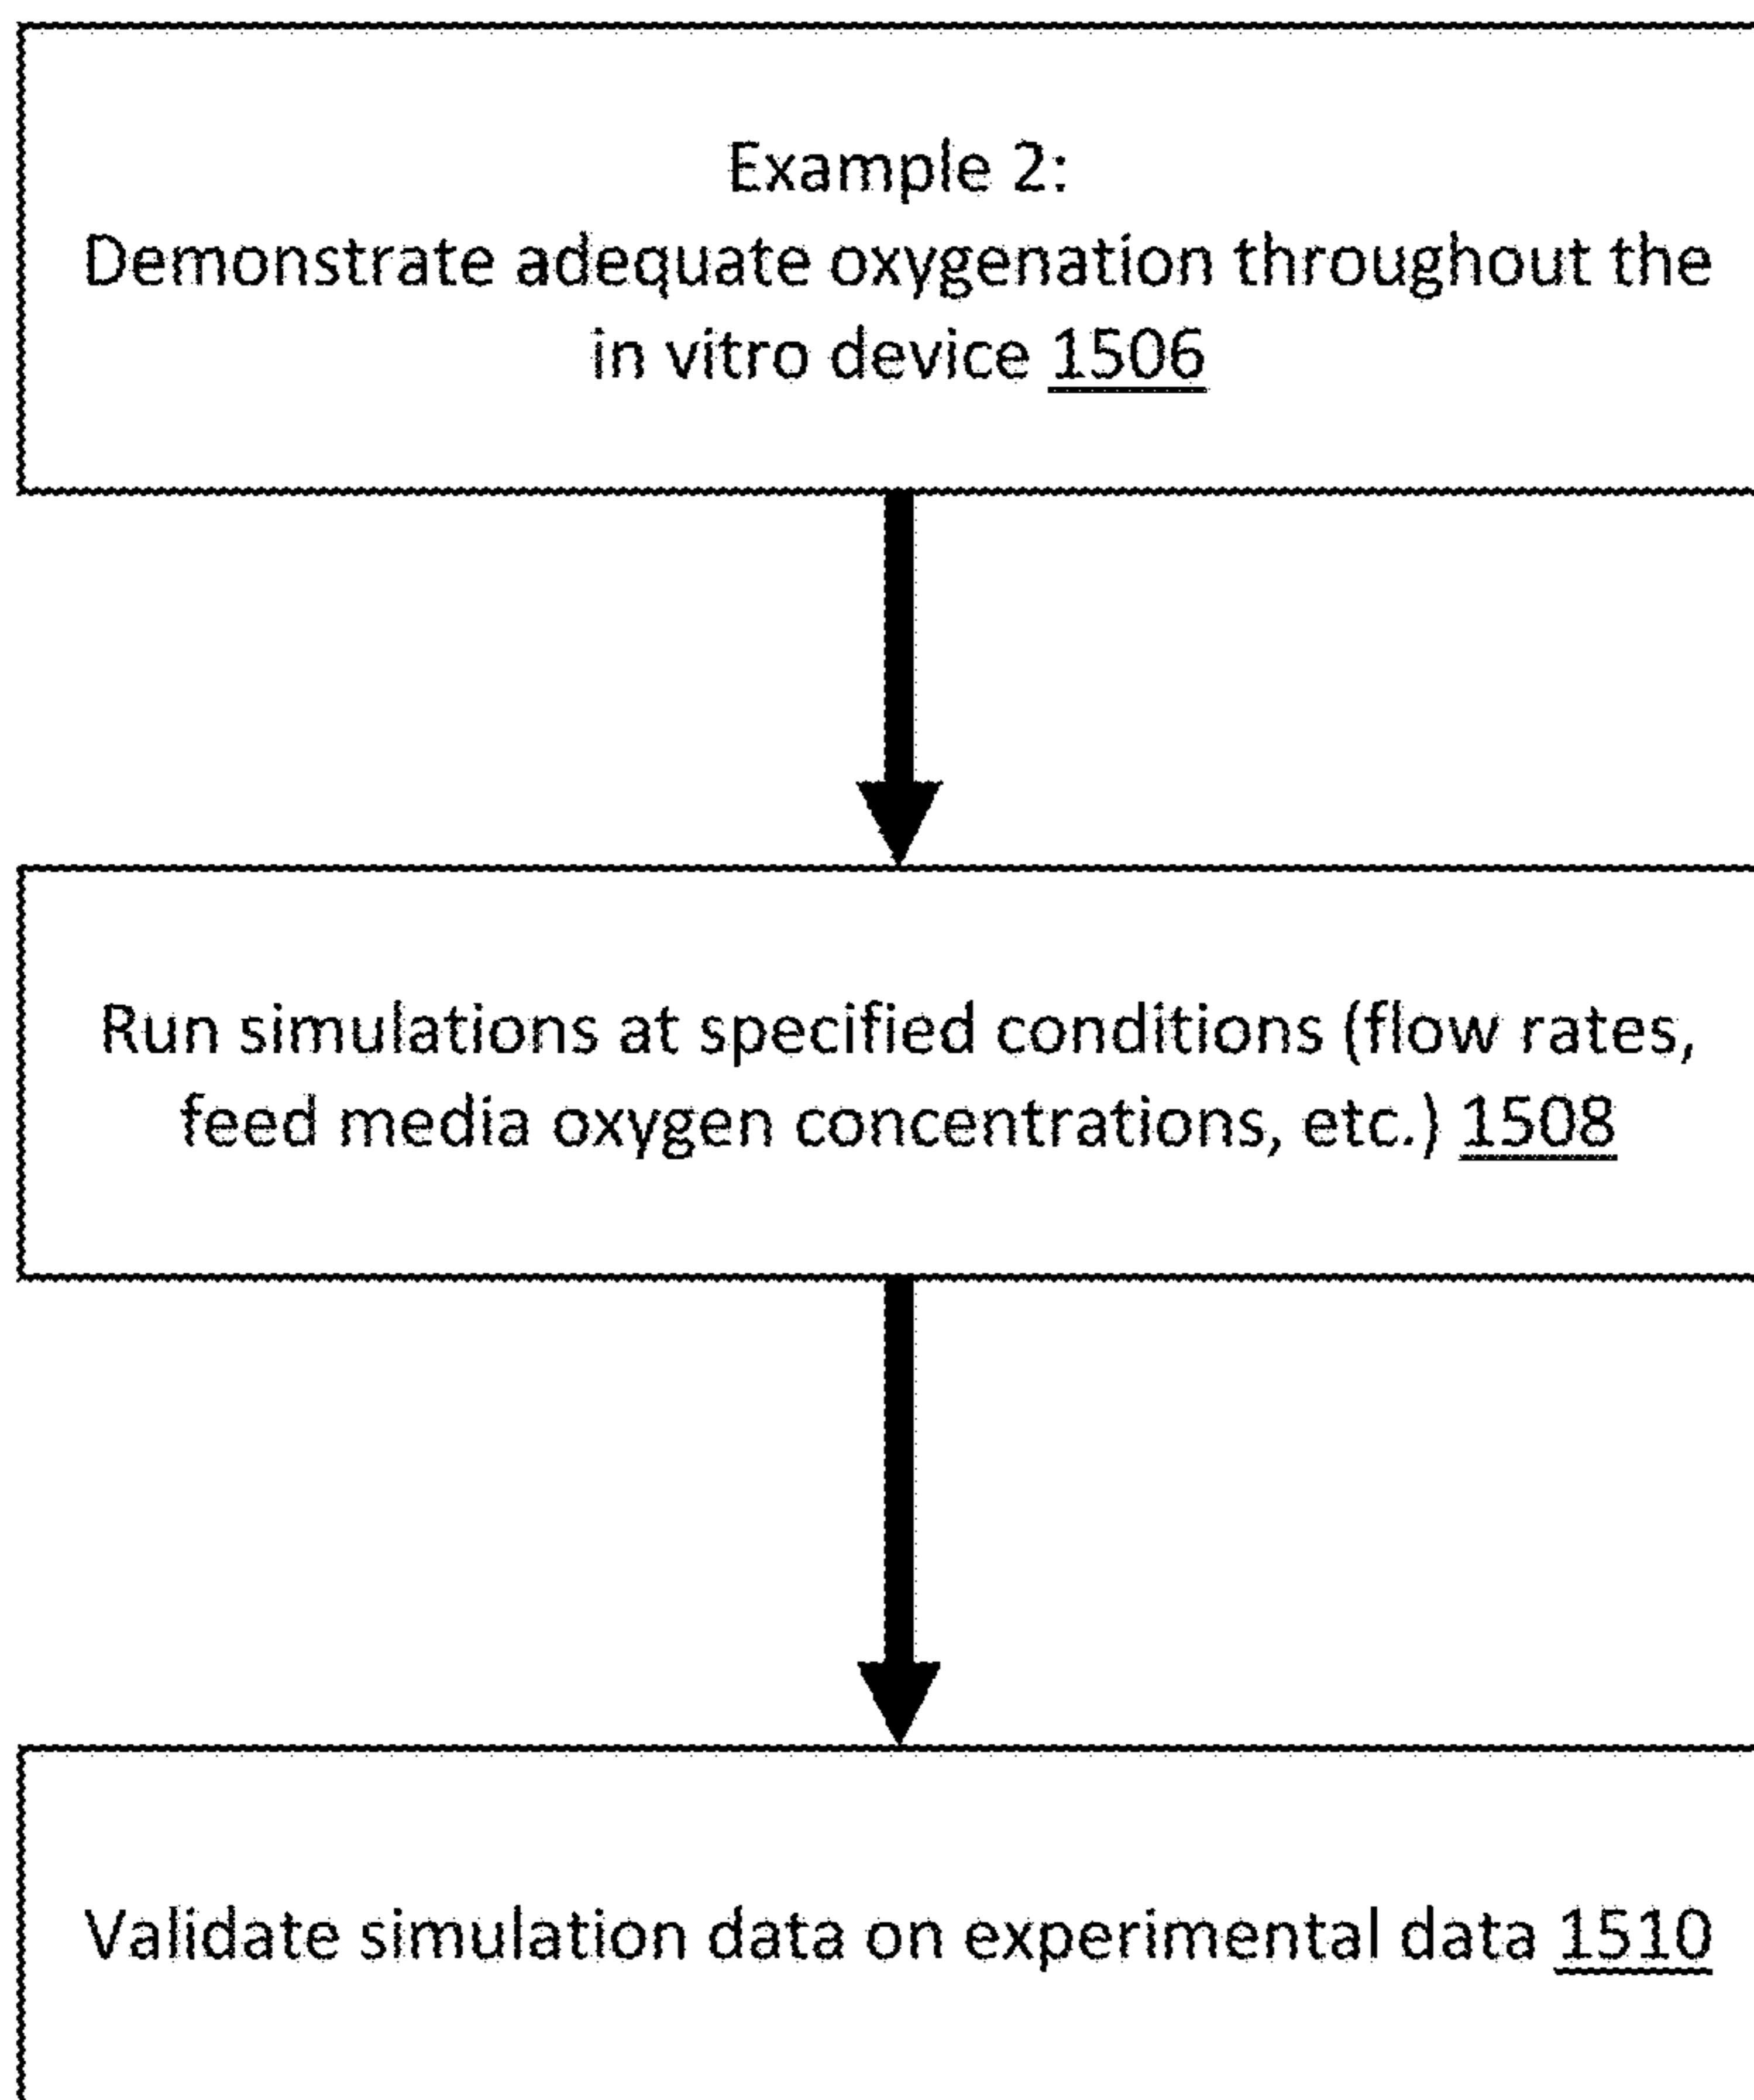 Example 2:
Demonstrate adequate oxygenation throughout the
in vitro device 1506
Run simulations at specified conditions (flow rates,
feed media oxygen concentrations, etc.) 1508
Validate simulation data on experimental data 1510